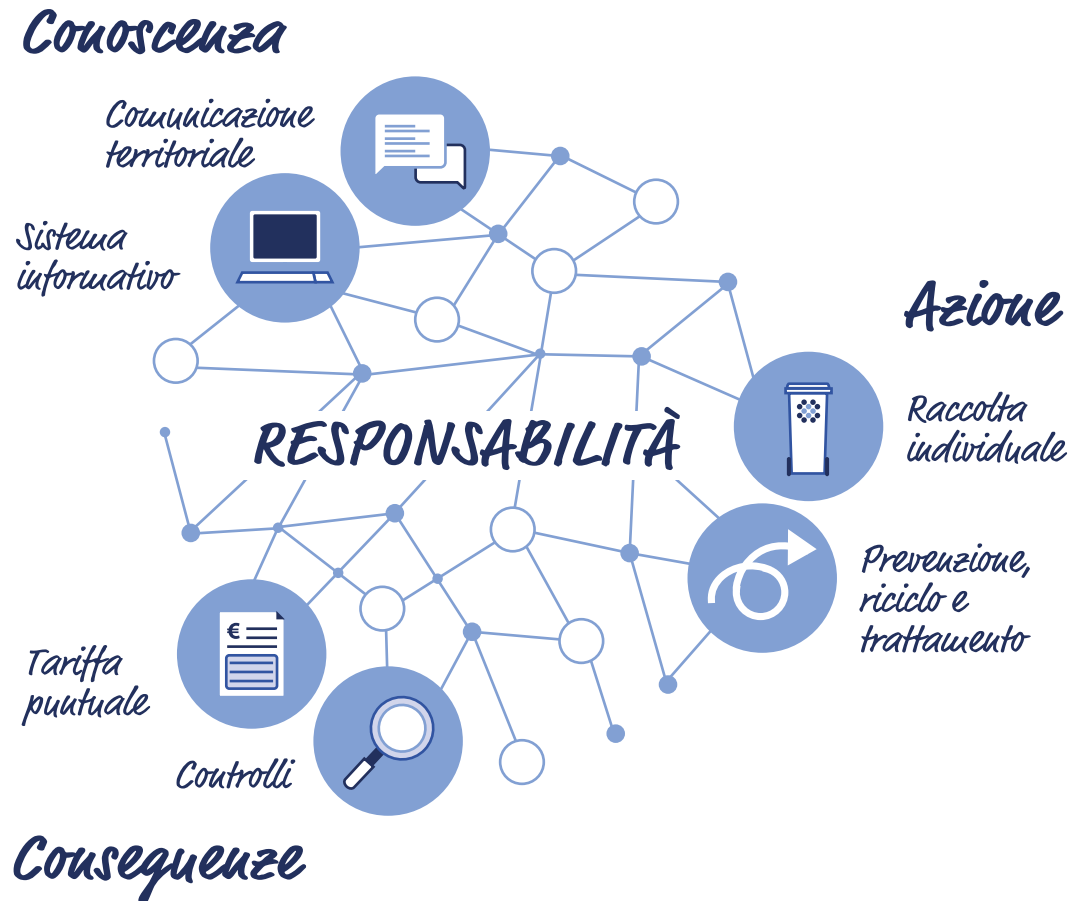 Conoscenza
Comunicazione
territoriale
Sistema
informativo
Azione
Raccolta
individuale
RESPONSABILITÀ
Prevenzione,
riciclo e
trattamento
€
Tariffa
puntuale
Controlli
Conseguenze